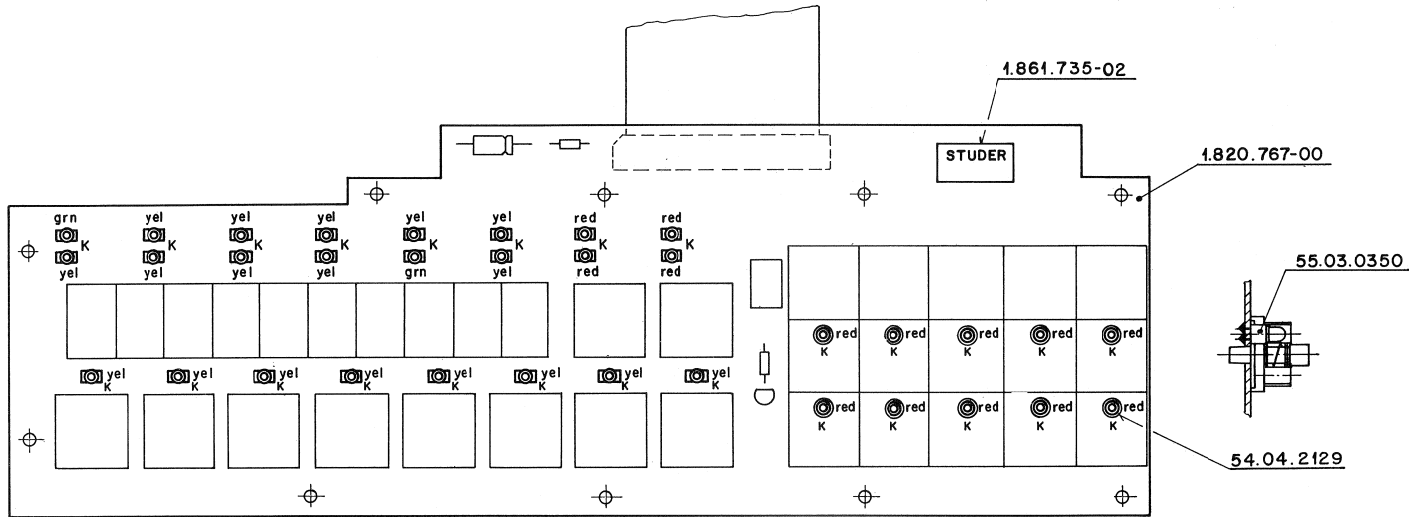 1.861.735-02
STUDER
1.820.767-00
grn yel yel yel yel yel red red
K K K K K K K K
yel yel yel yel grn yel red red
55.03.0350
red red red red red
K K K K K
yel yel yel yel yel yel yel yel
K K K K K K K K
red red red red red
K K K K K
54.04.2129